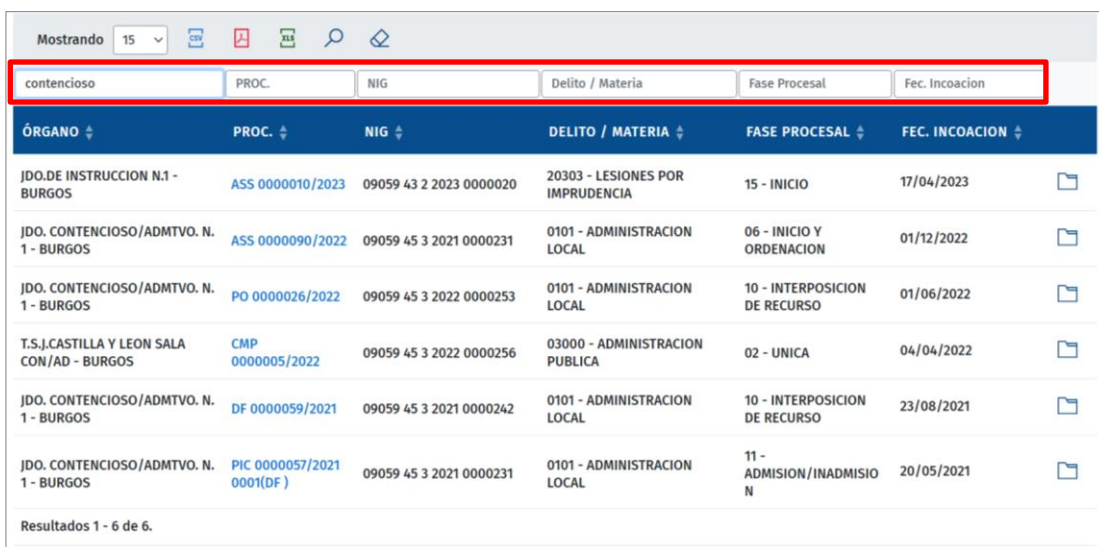 Mostrando 15 CSV XLS
contencioso PROC. NIG Delito / Materia Fase Procesal Fec. Incoacion
ÓRGANO PROC. NIG DELITO / MATERIA FASE PROCESAL FEC. INCOACION
JDO.DE INSTRUCCION N.1 -
BURGOS
ASS 0000010/2023
09059 43 2 2023 0000020
20303 - LESIONES POR
IMPRUDENCIA
15 - INICIO
17/04/2023
JDO. CONTENCIOSO/ADMTVO. N.
1 - BURGOS
ASS 0000090/2022
09059 45 3 2021 0000231
0101 - ADMINISTRACION
LOCAL
06 - INICIO Y
ORDENACION
01/12/2022
JDO. CONTENCIOSO/ADMTVO. N.
1 - BURGOS
PO 0000026/2022
09059 45 3 2022 0000253
0101 - ADMINISTRACION
LOCAL
10 - INTERPOSICION
DE RECURSO
01/06/2022
T.S.J.CASTILLA Y LEON SALA
CON/AD - BURGOS
CMP
0000005/2022
09059 45 3 2022 0000256
03000 - ADMINISTRACION
PUBLICA
02 - UNICA
04/04/2022
JDO. CONTENCIOSO/ADMTVO. N.
1 - BURGOS
DF 0000059/2021
09059 45 3 2021 0000242
0101 - ADMINISTRACION
LOCAL
10 - INTERPOSICION
DE RECURSO
23/08/2021
JDO. CONTENCIOSO/ADMTVO. N.
1 - BURGOS
PIC 0000057/2021
0001(DF )
09059 45 3 2021 0000231
0101 - ADMINISTRACION
LOCAL
11 -
ADMISION/INADMISIO
N
20/05/2021
Resultados 1 - 6 de 6.